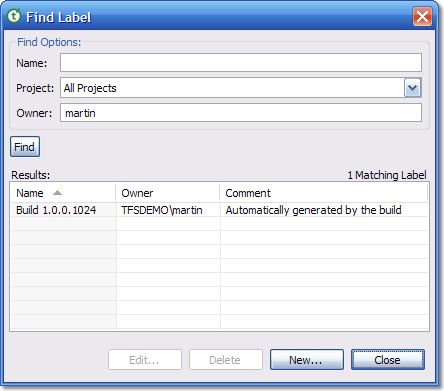 Find Label
Find Options:
Name:
Project: All Projects
Owner: martin
Find
Results: 1 Matching Label
Name Owner Comment
Build 1.0.0.1024 TFSDEMO\martin Automatically generated by the build
Edit... Delete New... Close